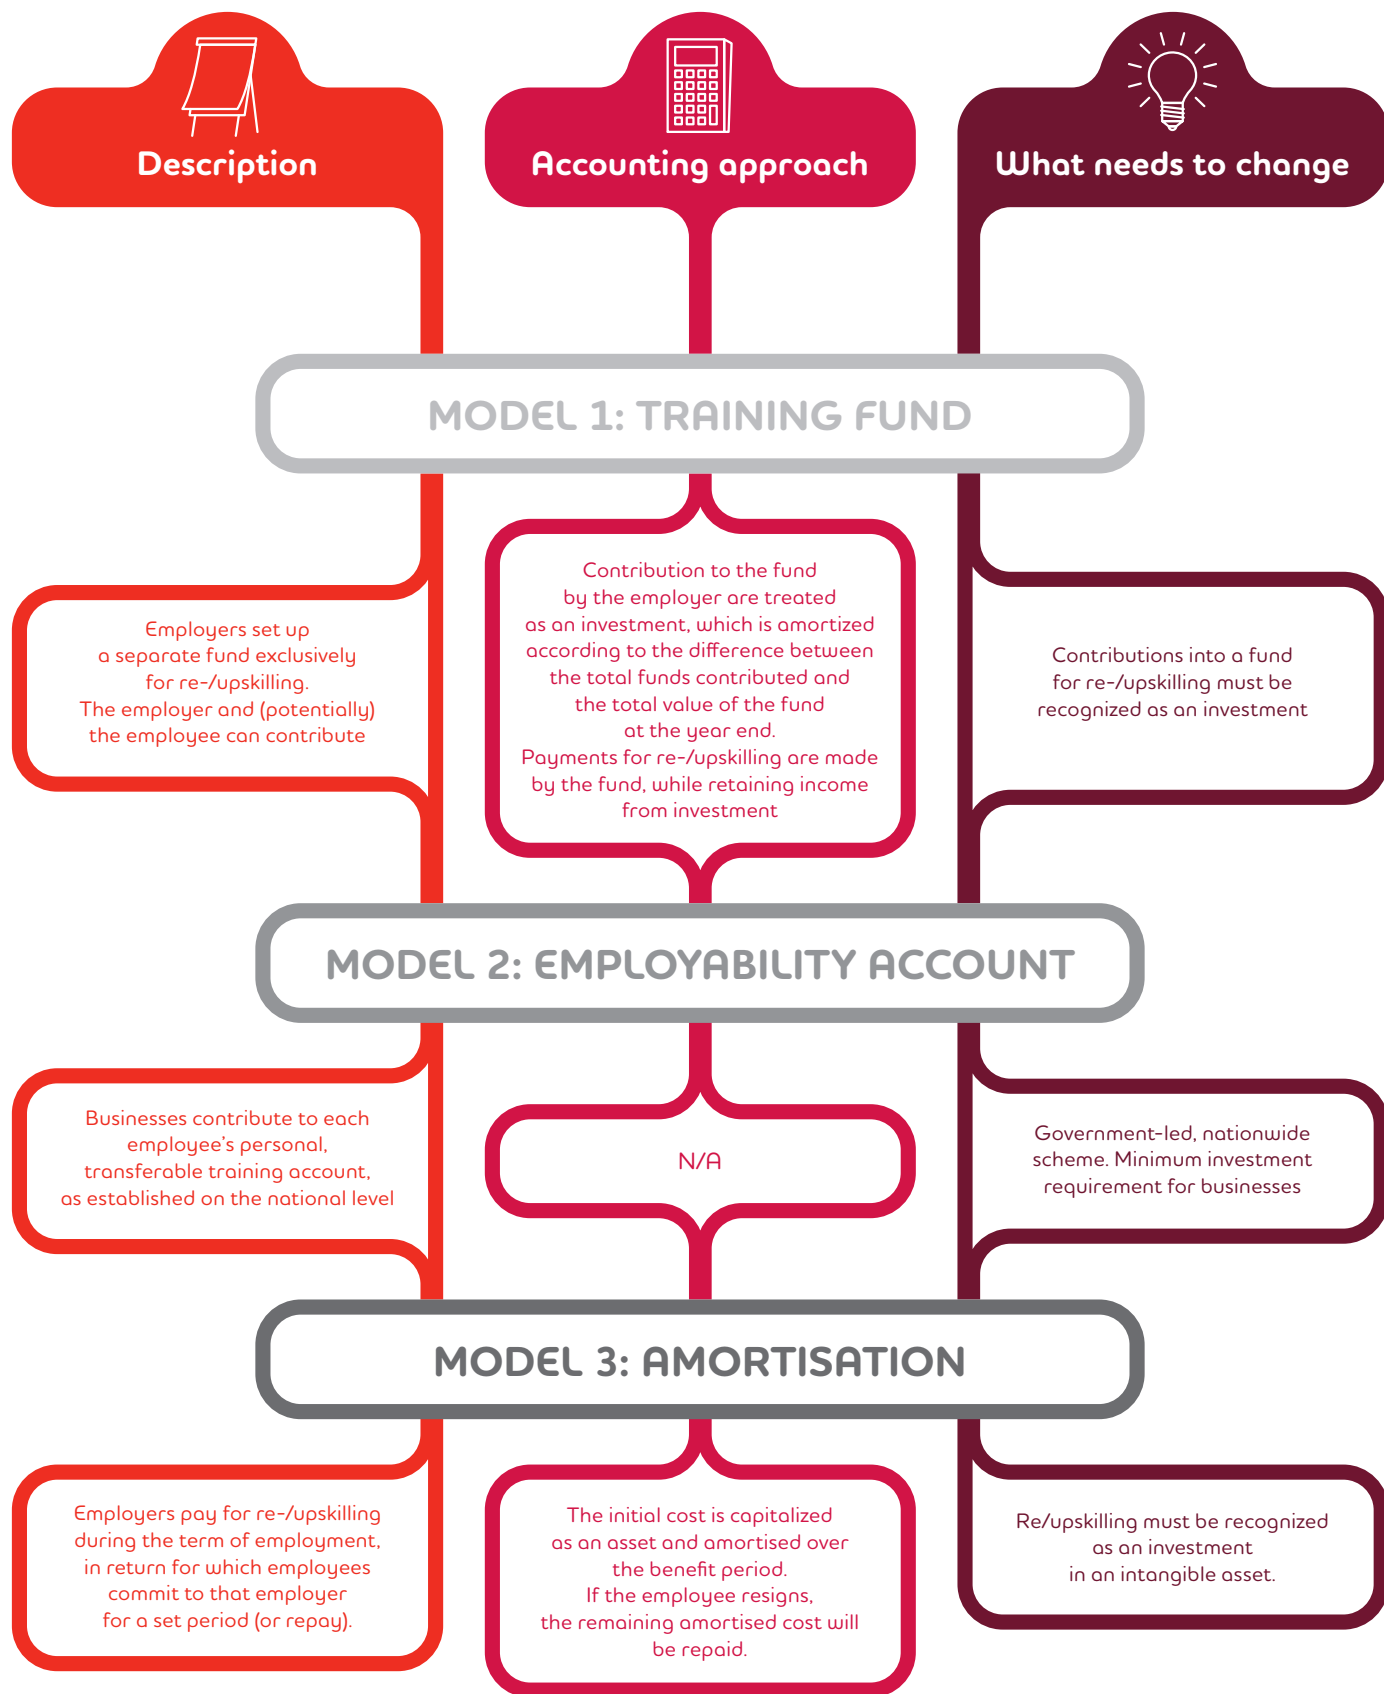 Description
Accounting approach
What needs to change
MODEL 1: TRAINING FUND
Employers set up
a separate fund exclusively
for re-/upskilling.
The employer and (potentially)
the employee can contribute
Contribution to the fund
by the employer are treated
as an investment, which is amortized
according to the difference between
the total funds contributed and
the total value of the fund
at the year end.
Payments for re-/upskilling are made
by the fund, while retaining income
from investment
Contributions into a fund
for re-/upskilling must be
recognized as an investment
MODEL 2: EMPLOYABILITY ACCOUNT
Businesses contribute to each
employee's personal,
transferable training account,
as established on the national level
N/A
Government-led, nationwide
scheme. Minimum investment
requirement for businesses
MODEL 3: AMORTISATION
Employers pay for re-/upskilling
during the term of employment,
in return for which employees
commit to that employer
for a set period (or repay).
The initial cost is capitalized
as an asset and amortised over
the benefit period.
If the employee resigns,
the remaining amortised cost will
be repaid.
Re/upskilling must be recognized
as an investment
in an intangible asset.